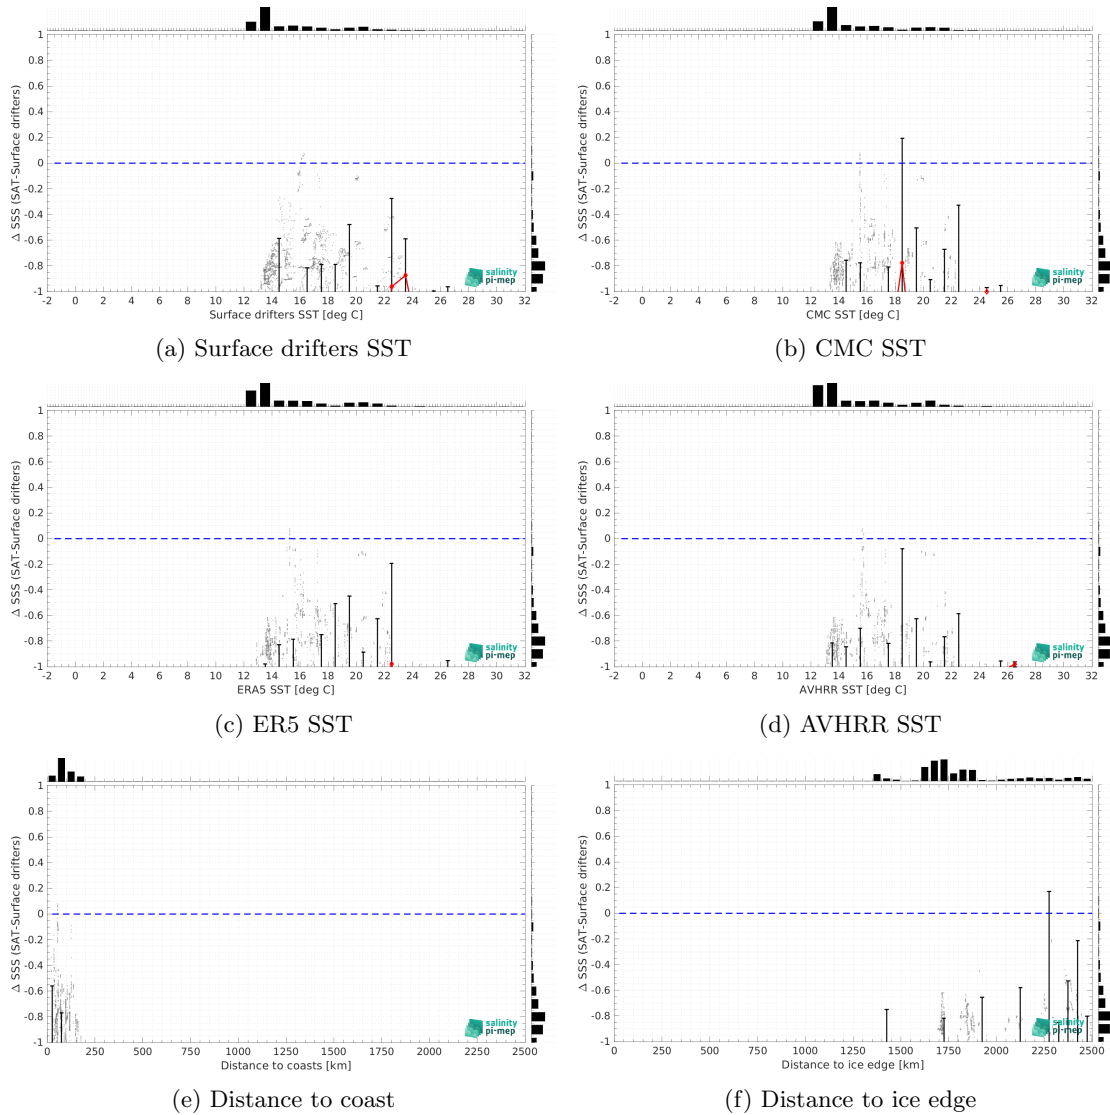 1
0.8
0.6
0.4
0.2
0
-0.2
-0.4
-0.6
-0.8
-1
Δ SSS (SAT-Surface drifters)
salinity
pi-mep
-2 0 2 4 6 8 10 12 14 16 18 20 22 24 26 28 30 32
Surface drifters SST [deg C]
(a) Surface drifters SST
1
0.8
0.6
0.4
0.2
0
-0.2
-0.4
-0.6
-0.8
-1
Δ SSS (SAT-Surface drifters)
salinity
pi-mep
-2 0 2 4 6 8 10 12 14 16 18 20 22 24 26 28 30 32
CMC SST [deg C]
(b) CMC SST
1
0.8
0.6
0.4
0.2
0
-0.2
-0.4
-0.6
-0.8
-1
Δ SSS (SAT-Surface drifters)
salinity
pi-mep
-2 0 2 4 6 8 10 12 14 16 18 20 22 24 26 28 30 32
ERA5 SST [deg C]
(c) ER5 SST
1
0.8
0.6
0.4
0.2
0
-0.2
-0.4
-0.6
-0.8
-1
Δ SSS (SAT-Surface drifters)
salinity
pi-mep
-2 0 2 4 6 8 10 12 14 16 18 20 22 24 26 28 30 32
AVHRR SST [deg C]
(d) AVHRR SST
1
0.8
0.6
0.4
0.2
0
-0.2
-0.4
-0.6
-0.8
-1
Δ SSS (SAT-Surface drifters)
salinity
pi-mep
0 250 500 750 1000 1250 1500 1750 2000 2250 2500
Distance to coasts [km]
(e) Distance to coast
1
0.8
0.6
0.4
0.2
0
-0.2
-0.4
-0.6
-0.8
-1
Δ SSS (SAT-Surface drifters)
salinity
pi-mep
0 250 500 750 1000 1250 1500 1750 2000 2250 2500
Distance to ice edge [km]
(f) Distance to ice edge